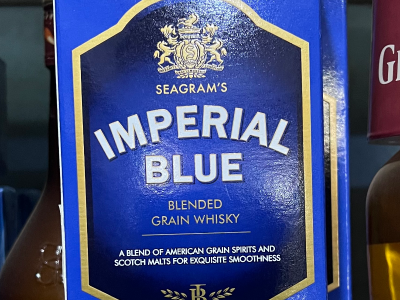 SEAGRAM'S
IMPERIAL
BLUE
BLENDED
GRAIN WHISKY
A BLEND OF AMERICAN GRAIN SPIRITS AND
SCOTCH MALTS FOR EXQUISITE SMOOTHNESS